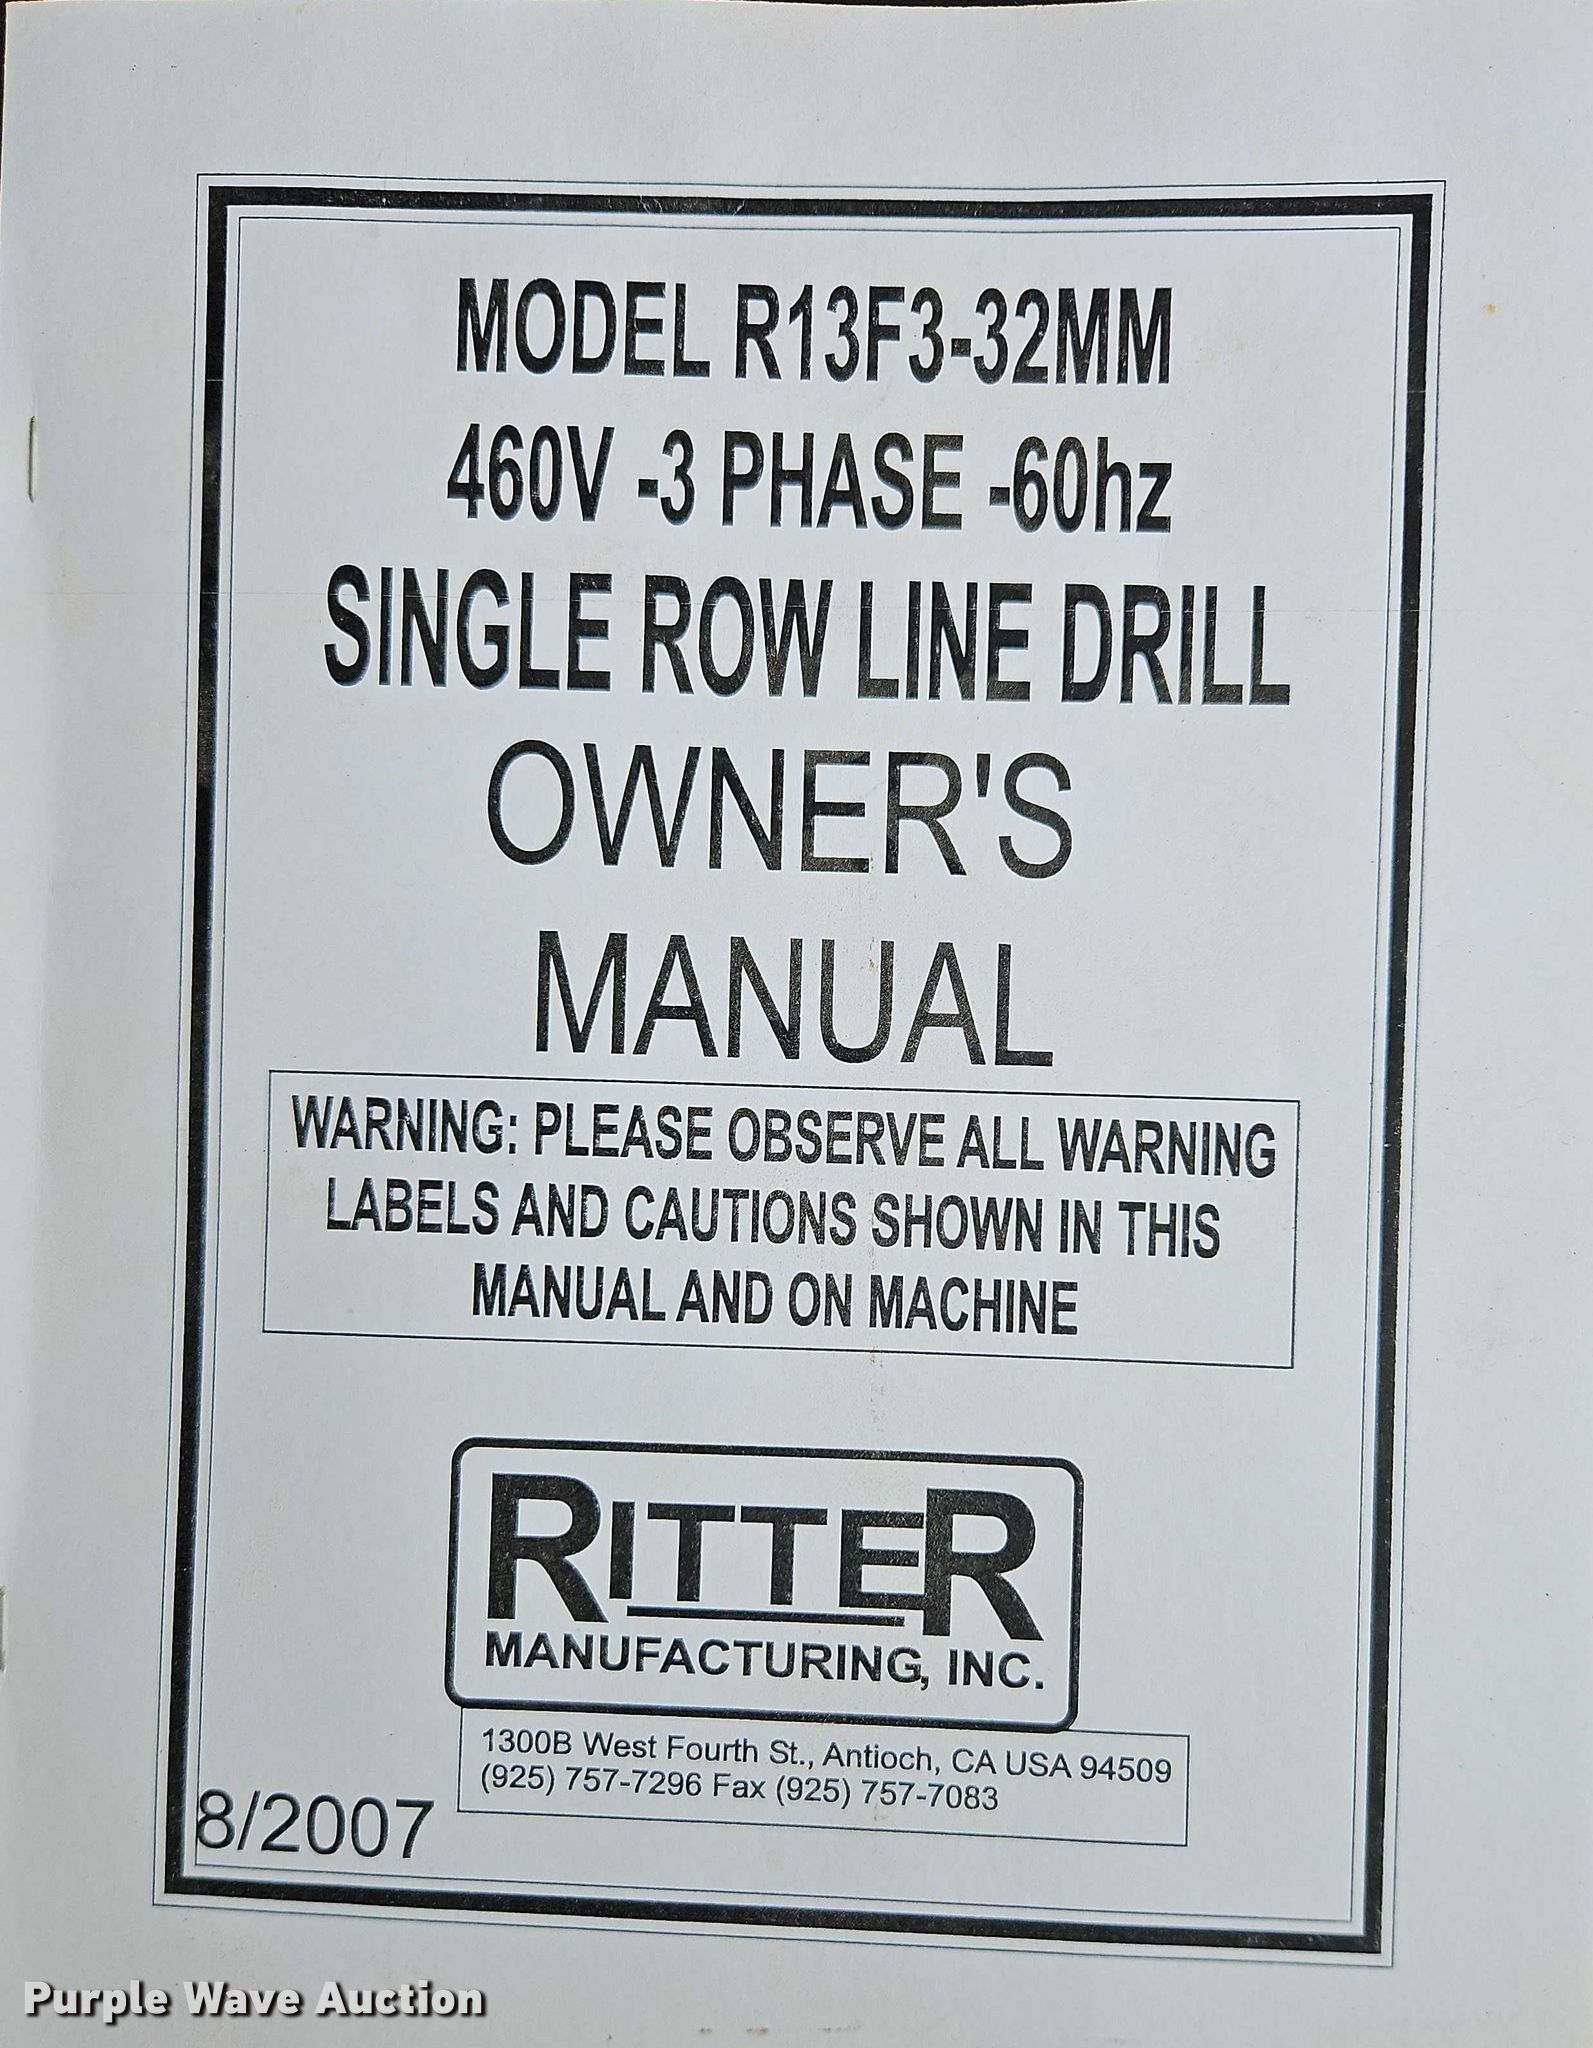 MODEL R13F3-32MM
460V -3 PHASE -60hz
SINGLE ROW LINE DRILL
OWNER'S
MANUAL
WARNING: PLEASE OBSERVE ALL WARNING
LABELS AND CAUTIONS SHOWN IN THIS
MANUAL AND ON MACHINE
RITTER
MANUFACTURING, INC.
1300B West Fourth St., Antioch, CA USA 94509
(925) 757-7296 Fax (925) 757-7083
8/2007
Purple Wave Auction